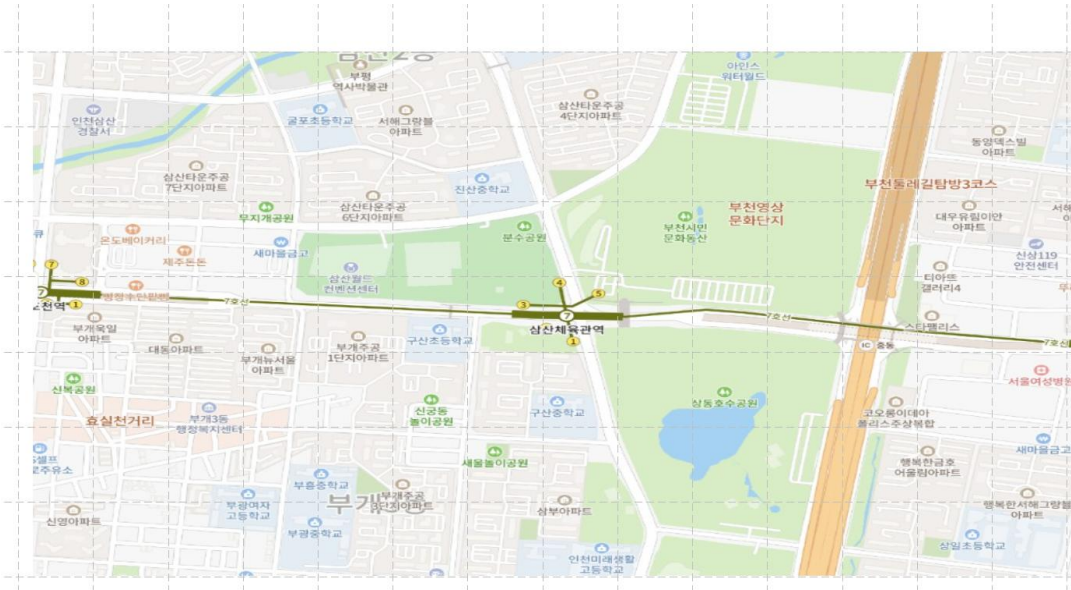 아인스
워터월드
부평
역사박물관
삼산타운주공
4단지아파트
인천삼산
경찰서
굴포초등학교
서해그랑블
아파트
동양덱스빌
아파트
삼산타운주공
7단지아파트
진산중학교
부천둘레길탐방3코스
무지개공원
삼산타운주공
6단지아파트
부천영상
문화단지
대우유림이안
아파트
온도베이커리
새마을금고
분수공원
부천시민
문화동산
신상119
안전센터
제주돈돈
삼산월드
컨벤션센터
디아뜨
갤러리4
7
8
4
5
3
7
7호선
7호선
7호선
1
1
7
삼산체육관역
스타팰리스
부개욱일
아파트
대동아파트
부개뉴서울
아파트
부개주공
1단지아파트
구산초등학교
IC 중동
서울여성병원
신복공원
효실천거리
부개3동
행정복지센터
신궁동
놀이공원
구산중학교
상동호수공원
코오롱이데아
폴리스주상복합
새마을금고
새울놀이공원
행복한금호
어울림아파트
부흥중학교
부광여자
고등학교
부개주공
3단지아파트
삼부아파트
행복한서해그랑블
아파트
신영아파트
부광중학교
인천미래생활
고등학교
상일초등학교